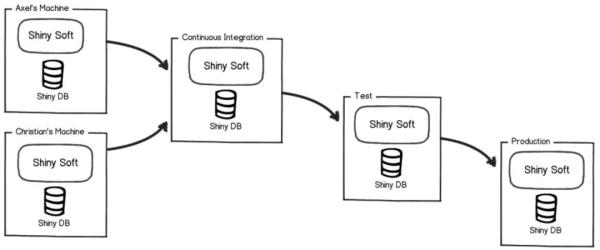 Axel's Machine
Shiny Soft
Shiny DB
Christian's Machine
Shiny Soft
Shiny DB
Continuous Integration
Shiny Soft
Shiny DB
Test
Shiny Soft
Shiny DB
Production
Shiny Soft
Shiny DB